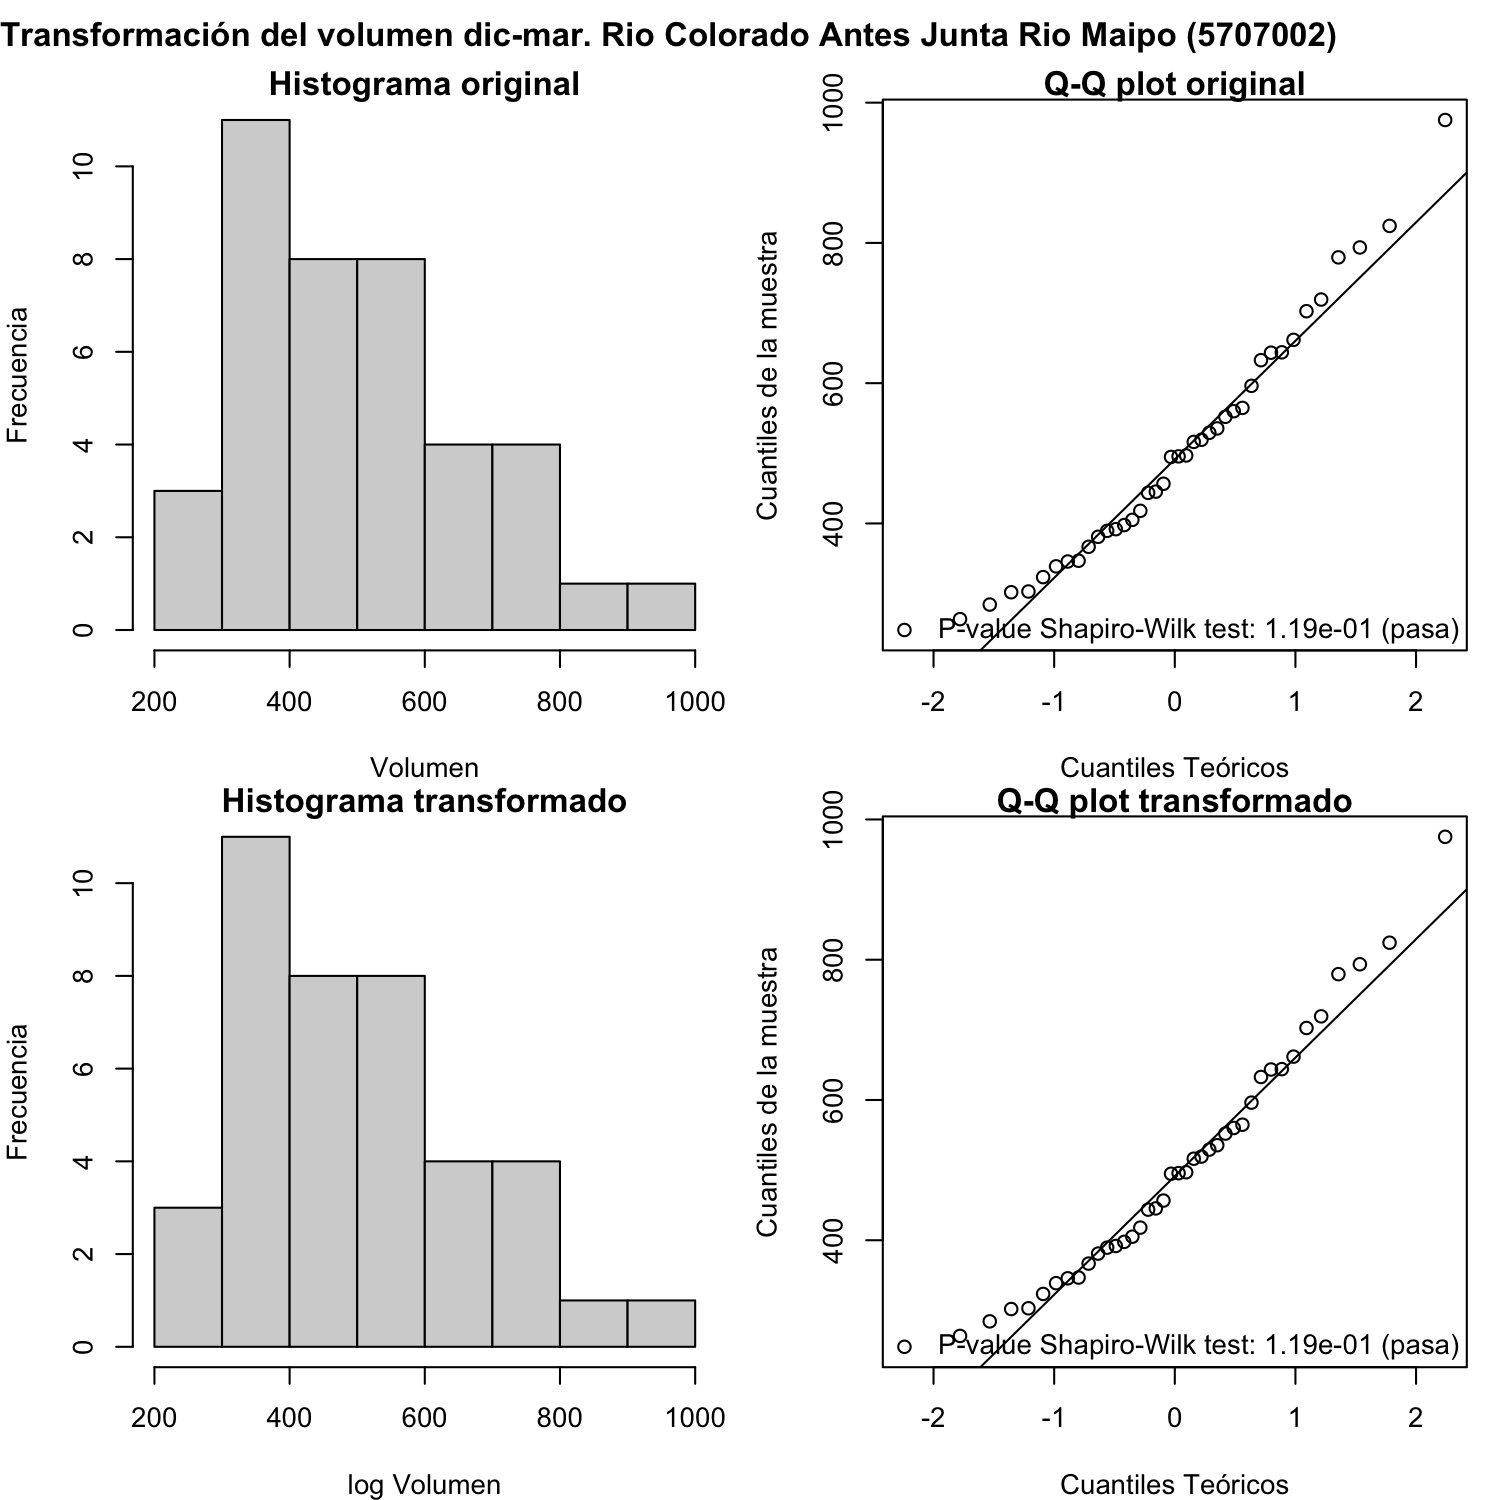 Transformación del volumen dic-mar. Rio Colorado Antes Junta Rio Maipo (5707002)
Histograma original
Frecuencia
0 2 4 6 8 10
200 400 600 800 1000
Volumen
Q-Q plot original
Cuantiles de la muestra
400 600 800 1000
P-value Shapiro-Wilk test: 1.19e-01 (pasa)
-2 -1 0 1 2
Cuantiles Teóricos
Histograma transformado
Frecuencia
0 2 4 6 8 10
200 400 600 800 1000
log Volumen
Q-Q plot transformado
Cuantiles de la muestra
400 600 800 1000
P-value Shapiro-Wilk test: 1.19e-01 (pasa)
-2 -1 0 1 2
Cuantiles Teóricos